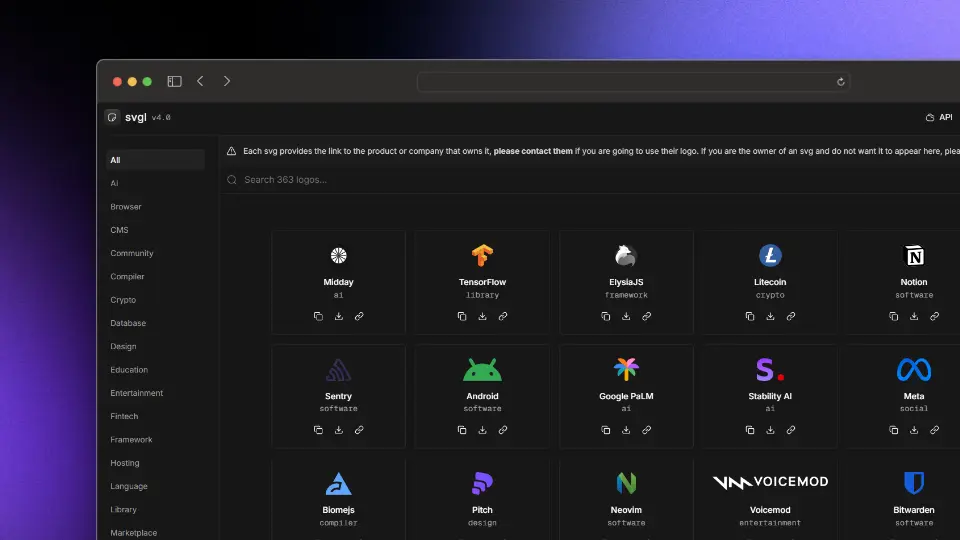 svgl v4.0
API
All
AI
Browser
CMS
Community
Compiler
Crypto
Database
Design
Education
Entertainment
Fintech
Framework
Hosting
Language
Library
Marketplace
Each svg provides the link to the product or company that owns it, please contact them if you are going to use their logo. If you are the owner of an svg and do not want it to appear here,
Search 363 logos...
Midday
ai
TensorFlow
library
ElysiaJS
framework
Litecoin
crypto
N
Notion
software
Sentry
software
Android
software
Google PaLM
ai
S.
Stability AI
ai
Meta
social
Biomejs
compiler
Pitch
design
Neovim
software
VOICEMOD
Voicemod
entertainment
Bitwarden
software